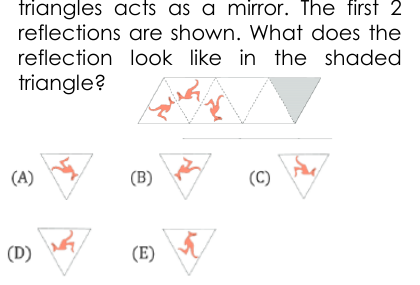 triangles acts as a mirror. The first 2
reflections are shown. What does the
reflection look like in the shaded
triangle?
(A) (B) (C)
(D) (E)